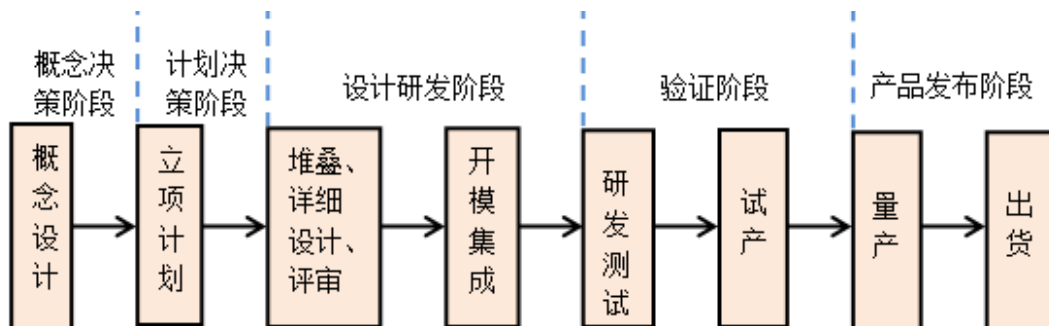 概念决
策阶段
计划决
策阶段
设计研发阶段
验证阶段
产品发布阶段
概念设计
立项计划
堆叠、
详细
设计、
评审
开模集成
研发测试
试产
量产
出货